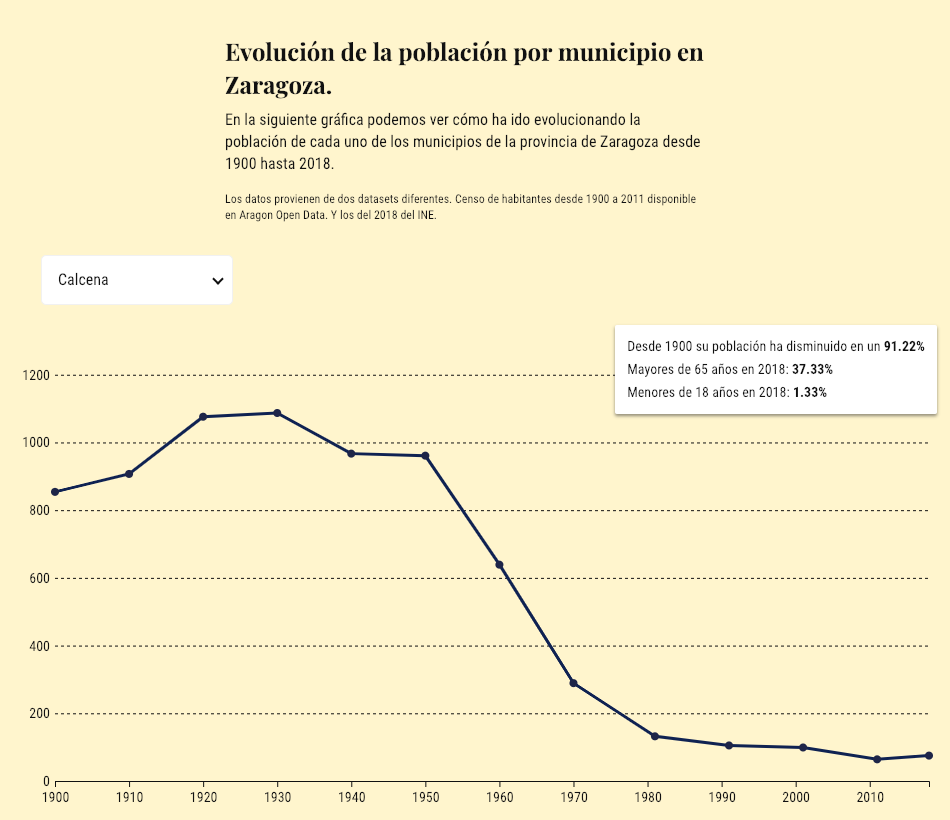 Evolución de la población por municipio en
Zaragoza.
En la siguiente gráfica podemos ver cómo ha ido evolucionando la
población de cada uno de los municipios de la provincia de Zaragoza desde
1900 hasta 2018.
Los datos provienen de dos datasets diferentes. Censo de habitantes desde 1900 a 2011 disponible
en Aragon Open Data. Y los del 2018 del INE.
Calcena
Desde 1900 su población ha disminuido en un 91.22%
Mayores de 65 años en 2018: 37.33%
Menores de 18 años en 2018: 1.33%
1200
1000
800
600
400
200
0
1900 1910 1920 1930 1940 1950 1960 1970 1980 1990 2000 2010